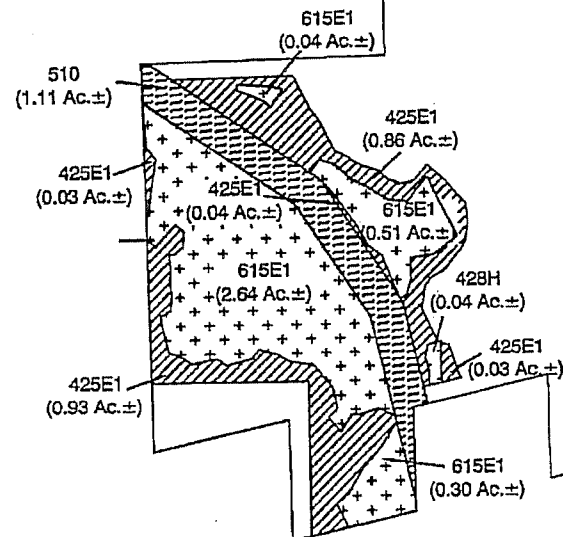 615E1
(0.04 Ac.±)
510
(1.11 Ac.±)
425E1
(0.86 Ac.±)
425E1
(0.03 Ac.±)
425E1
(0.04 Ac.±)
615E1
(0.51 Ac.±)
615E1
(2.64 Ac.±)
428H
(0.04 Ac.±)
425E1
(0.03 Ac.±)
425E1
(0.93 Ac.±)
615E1
(0.30 Ac.±)